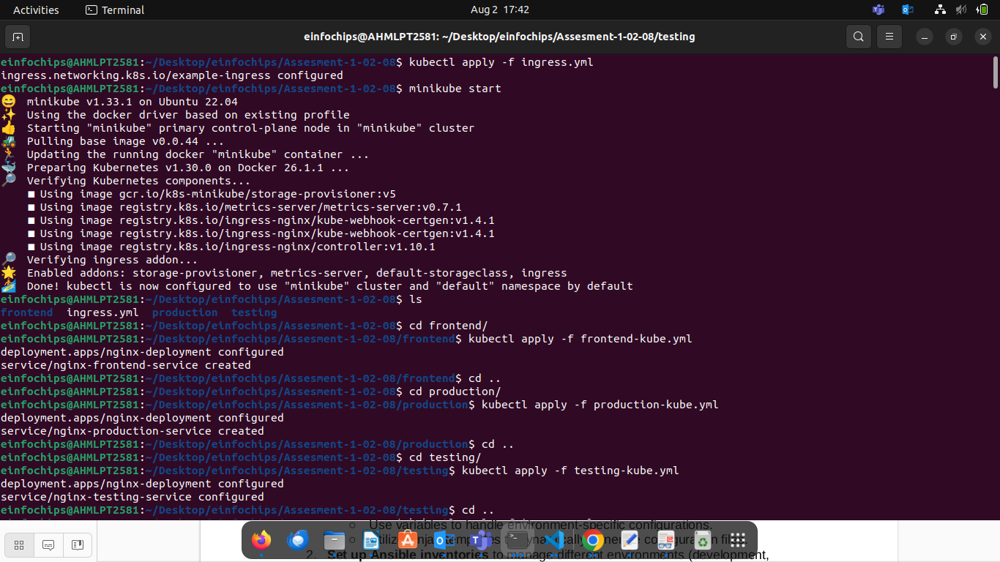 Activities Terminal Aug 2 17:42
einfochips@AHMLPT2581: ~/Desktop/einfochips/Assesment-1-02-08/testing
einfochips@AHMLPT2581:~/Desktop/einfochips/Assesment-1-02-08$ kubectl apply -f ingress.yml
ingress.networking.k8s.io/example-ingress configured
einfochips@AHMLPT2581:~/Desktop/einfochips/Assesment-1-02-08$ minikube start
minikube v1.33.1 on Ubuntu 22.04
Using the docker driver based on existing profile
Starting "minikube" primary control-plane node in "minikube" cluster
Pulling base image v0.0.44 ...
Updating the running docker "minikube" container ...
Preparing Kubernetes v1.30.0 on Docker 26.1.1 ...
Verifying Kubernetes components...
■ Using image gcr.io/k8s-minikube/storage-provisioner:v5
■ Using image registry.k8s.io/metrics-server/metrics-server:v0.7.1
■ Using image registry.k8s.io/ingress-nginx/kube-webhook-certgen:v1.4.1
■ Using image registry.k8s.io/ingress-nginx/kube-webhook-certgen:v1.4.1
■ Using image registry.k8s.io/ingress-nginx/controller:v1.10.1
Verifying ingress addon...
Enabled addons: storage-provisioner, metrics-server, default-storageclass, ingress
Done! kubectl is now configured to use "minikube" cluster and "default" namespace by default
einfochips@AHMLPT2581:~/Desktop/einfochips/Assesment-1-02-08$ ls
frontend ingress.yml production testing
einfochips@AHMLPT2581:~/Desktop/einfochips/Assesment-1-02-08$ cd frontend/
einfochips@AHMLPT2581:~/Desktop/einfochips/Assesment-1-02-08/frontend$ kubectl apply -f frontend-kube.yml
deployment.apps/nginx-deployment configured
service/nginx-frontend-service created
einfochips@AHMLPT2581:~/Desktop/einfochips/Assesment-1-02-08/frontend$ cd ..
einfochips@AHMLPT2581:~/Desktop/einfochips/Assesment-1-02-08$ cd production/
einfochips@AHMLPT2581:~/Desktop/einfochips/Assesment-1-02-08/production$ kubectl apply -f production-kube.yml
deployment.apps/nginx-deployment configured
service/nginx-production-service created
einfochips@AHMLPT2581:~/Desktop/einfochips/Assesment-1-02-08/production$ cd ..
einfochips@AHMLPT2581:~/Desktop/einfochips/Assesment-1-02-08$ cd testing/
einfochips@AHMLPT2581:~/Desktop/einfochips/Assesment-1-02-08/testing$ kubectl apply -f testing-kube.yml
deployment.apps/nginx-deployment configured
service/nginx-testing-service configured
einfochips@AHMLPT2581:~/Desktop/einfochips/Assesment-1-02-08/testing$ cd ..
Use variables to handle environment-specific configurations.
2. Set up Ansible inventories to manage different environments (development,